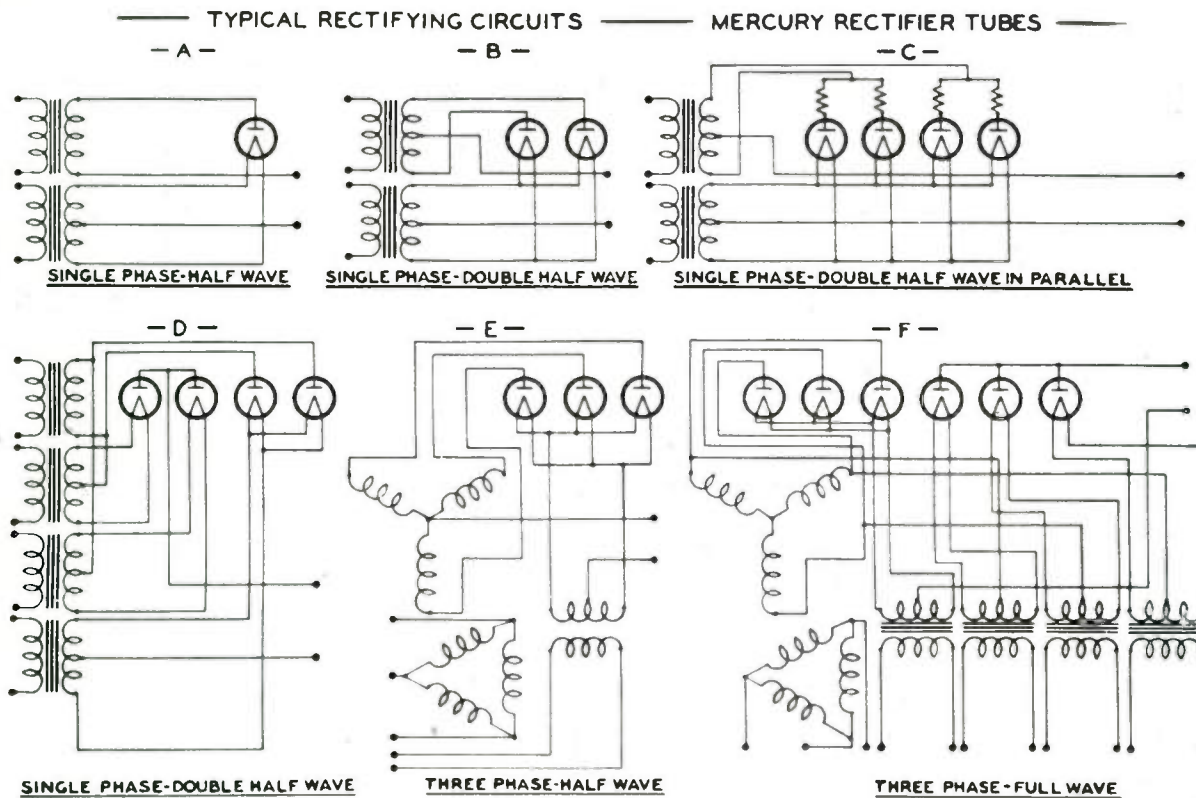 TYPICAL RECTIFYING CIRCUITS — MERCURY RECTIFIER TUBES
— A —
— B —
— C —
SINGLE PHASE-HALF WAVE
SINGLE PHASE-DOUBLE HALF WAVE
SINGLE PHASE-DOUBLE HALF WAVE IN PARALLEL
— D —
— E —
— F —
SINGLE PHASE-DOUBLE HALF WAVE
THREE PHASE-HALF WAVE
THREE PHASE-FULL WAVE